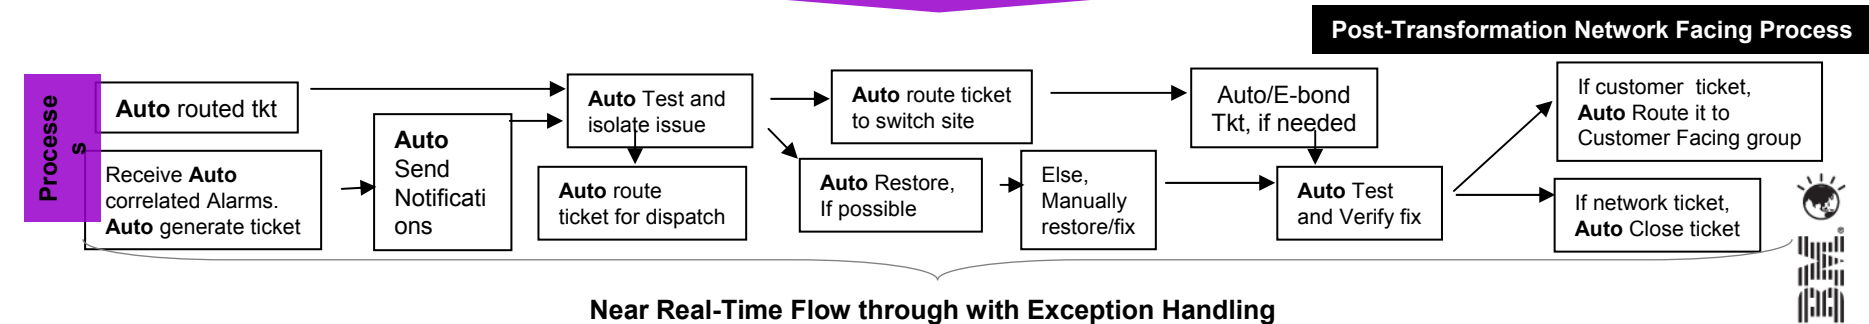 Post-Transformation Network Facing Process
Processe
s
Auto routed tkt
Receive Auto
correlated Alarms.
Auto generate ticket
Auto
Send
Notificati
ons
Auto Test and
isolate issue
Auto route
ticket for dispatch
Auto route ticket
to switch site
Auto Restore,
If possible
Else,
Manually
restore/fix
Auto/E-bond
Tkt, if needed
Auto Test
and Verify fix
If customer ticket,
Auto Route it to
Customer Facing group
If network ticket,
Auto Close ticket
Near Real-Time Flow through with Exception Handling
IBM
®